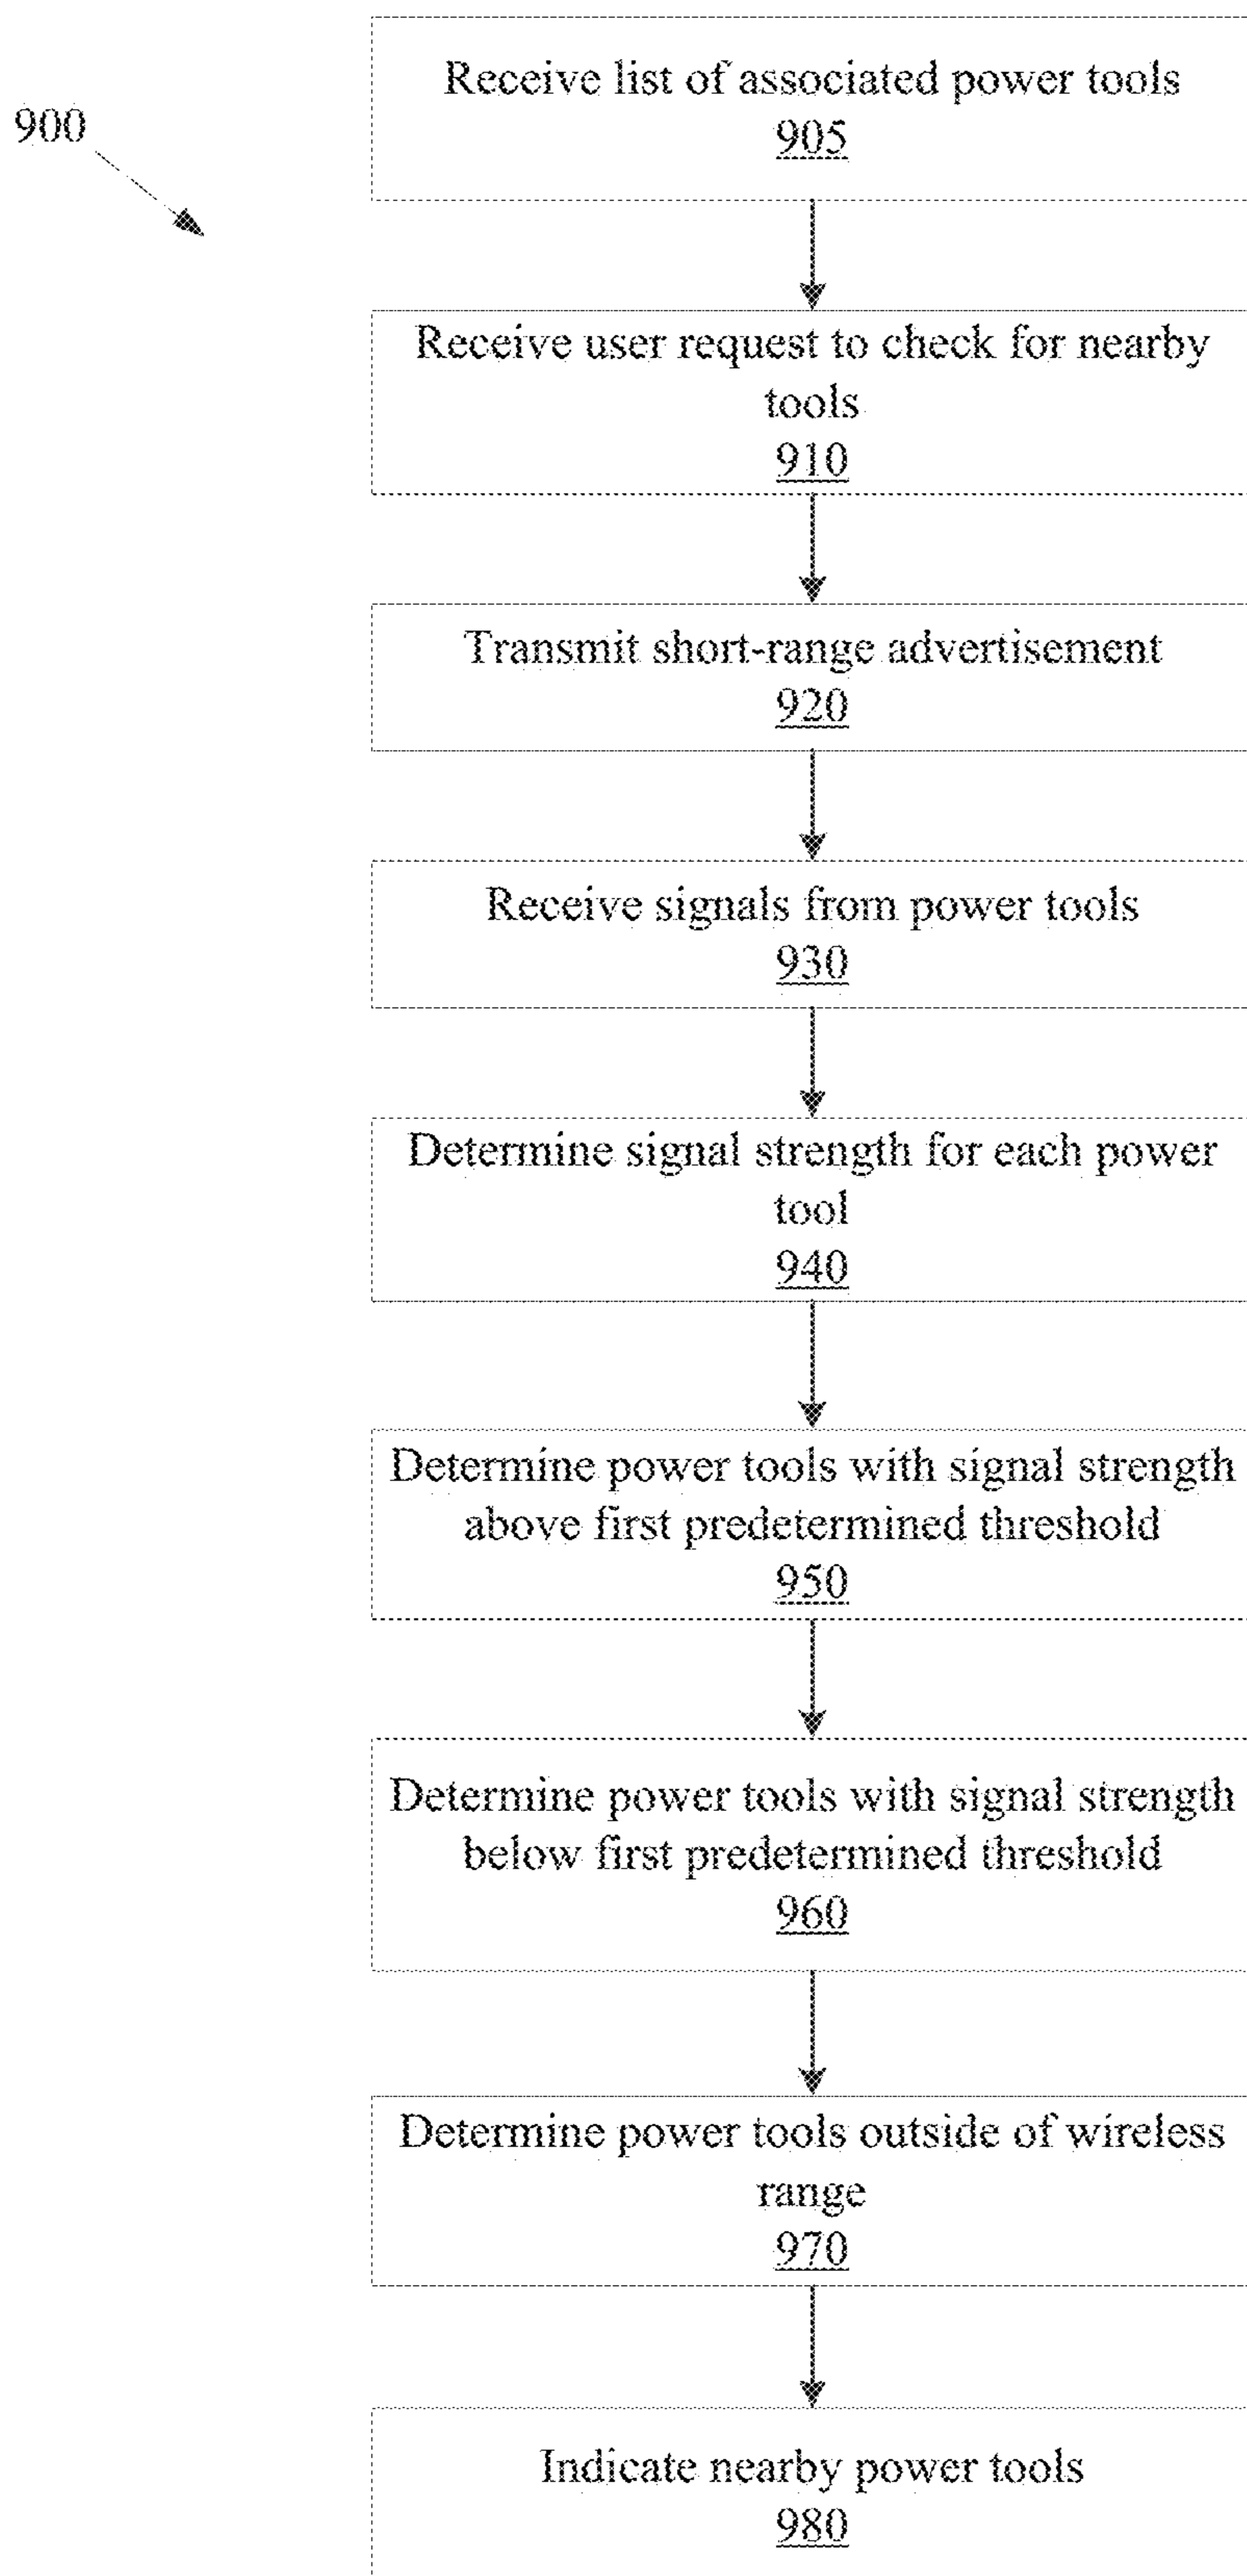 900
Receive list of associated power tools
905
Receive user request to check for nearby
tools
910
Transmit short-range advertisement
920
Receive signals from power tools
930
Determine signal strength for each power
tool
940
Determine power tools with signal strength
above first predetermined threshold
950
Determine power tools with signal strength
below first predetermined threshold
960
Determine power tools outside of wireless
range
970
Indicate nearby power tools
980